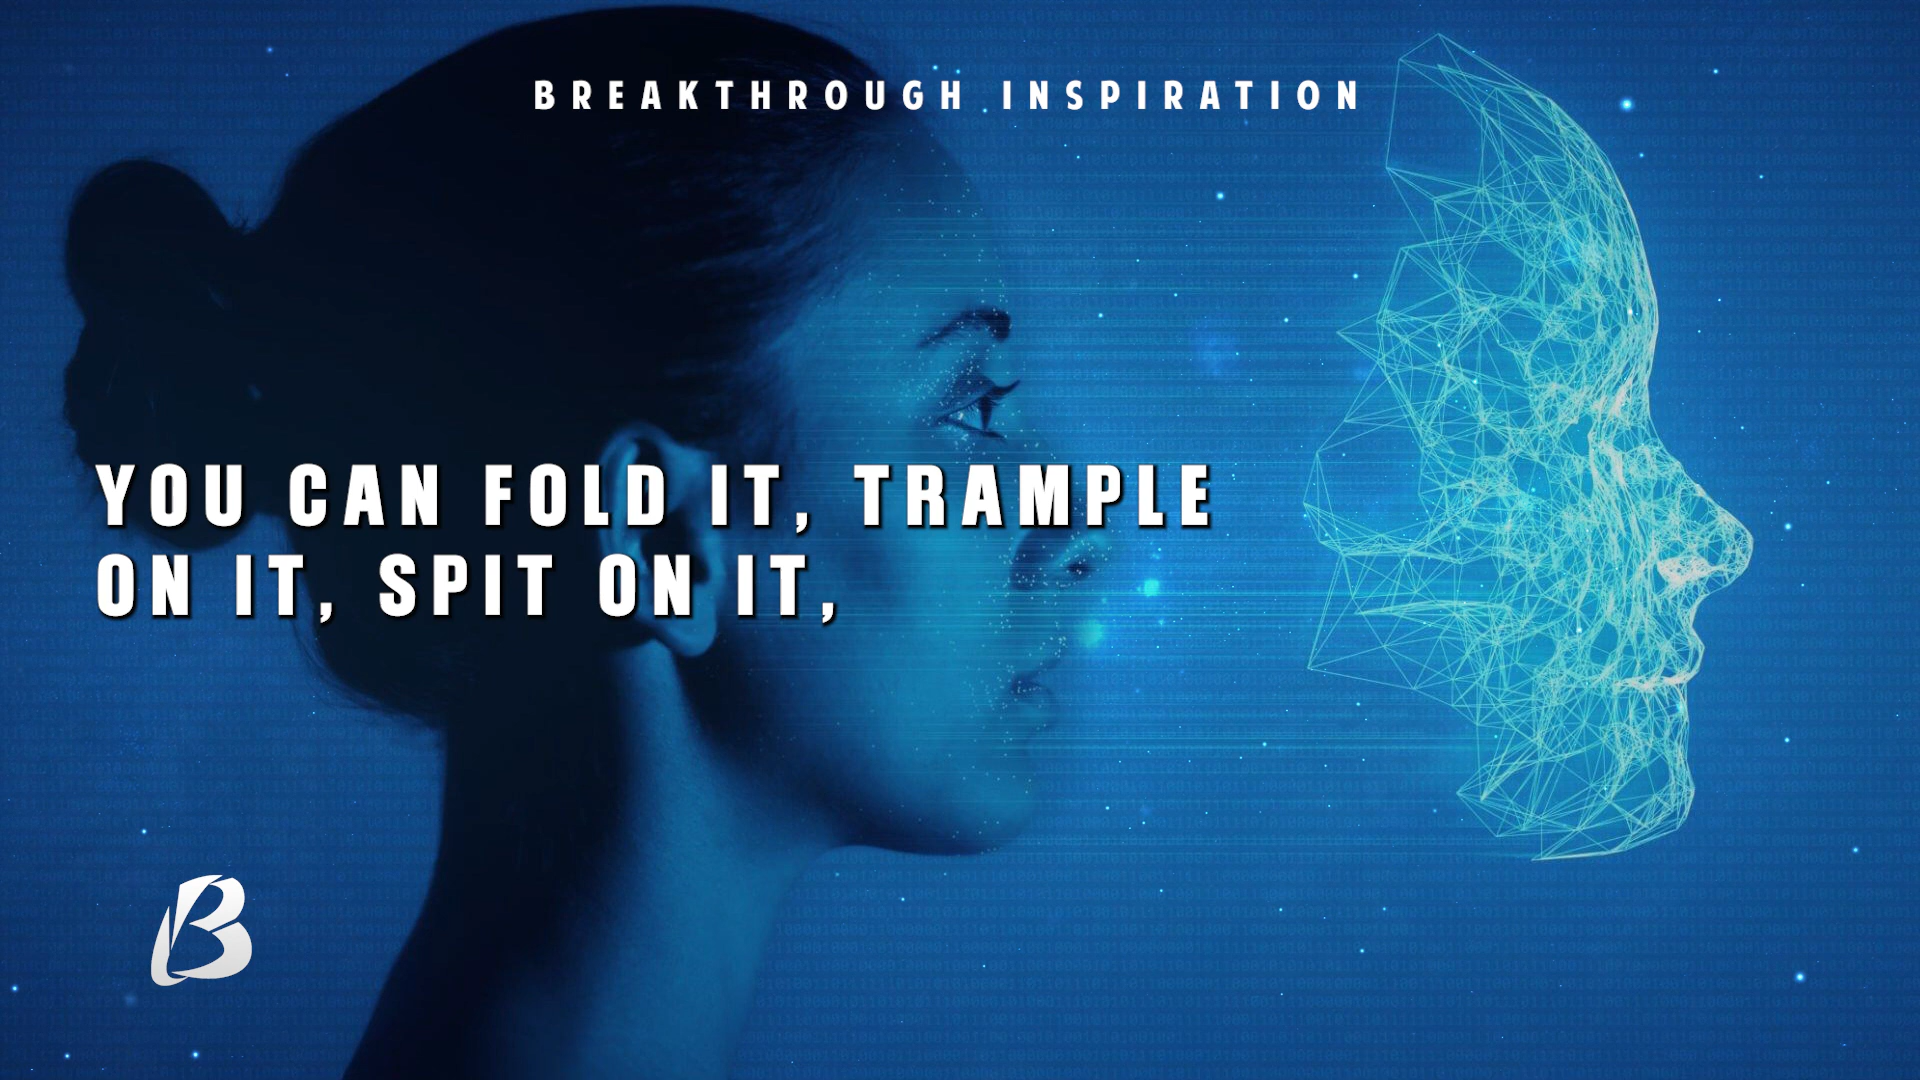 BREAKTHROUGH INSPIRATION
YOU CAN FOLD IT, TRAMPLE
ON IT, SPIT ON IT,
B